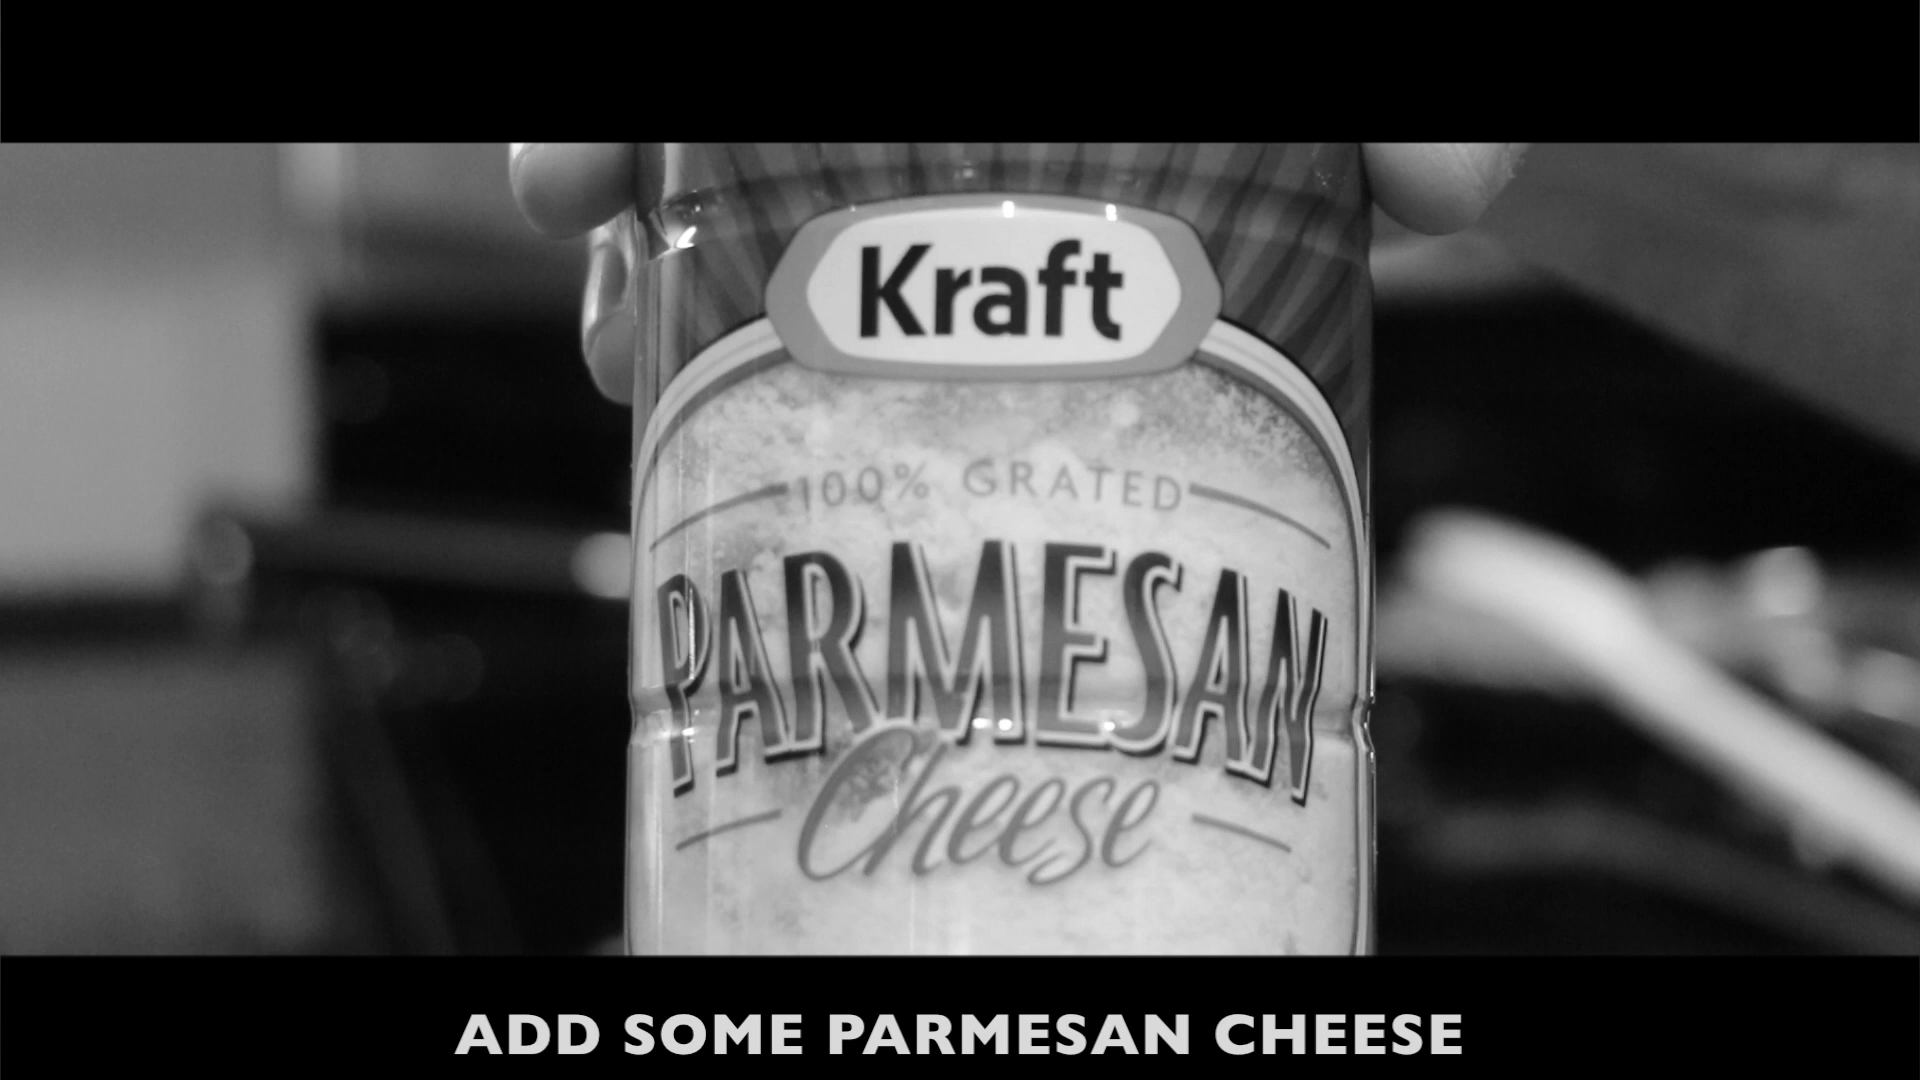 Kraft
100% GRATED
PARMESAN
Cheese
ADD SOME PARMESAN CHEESE